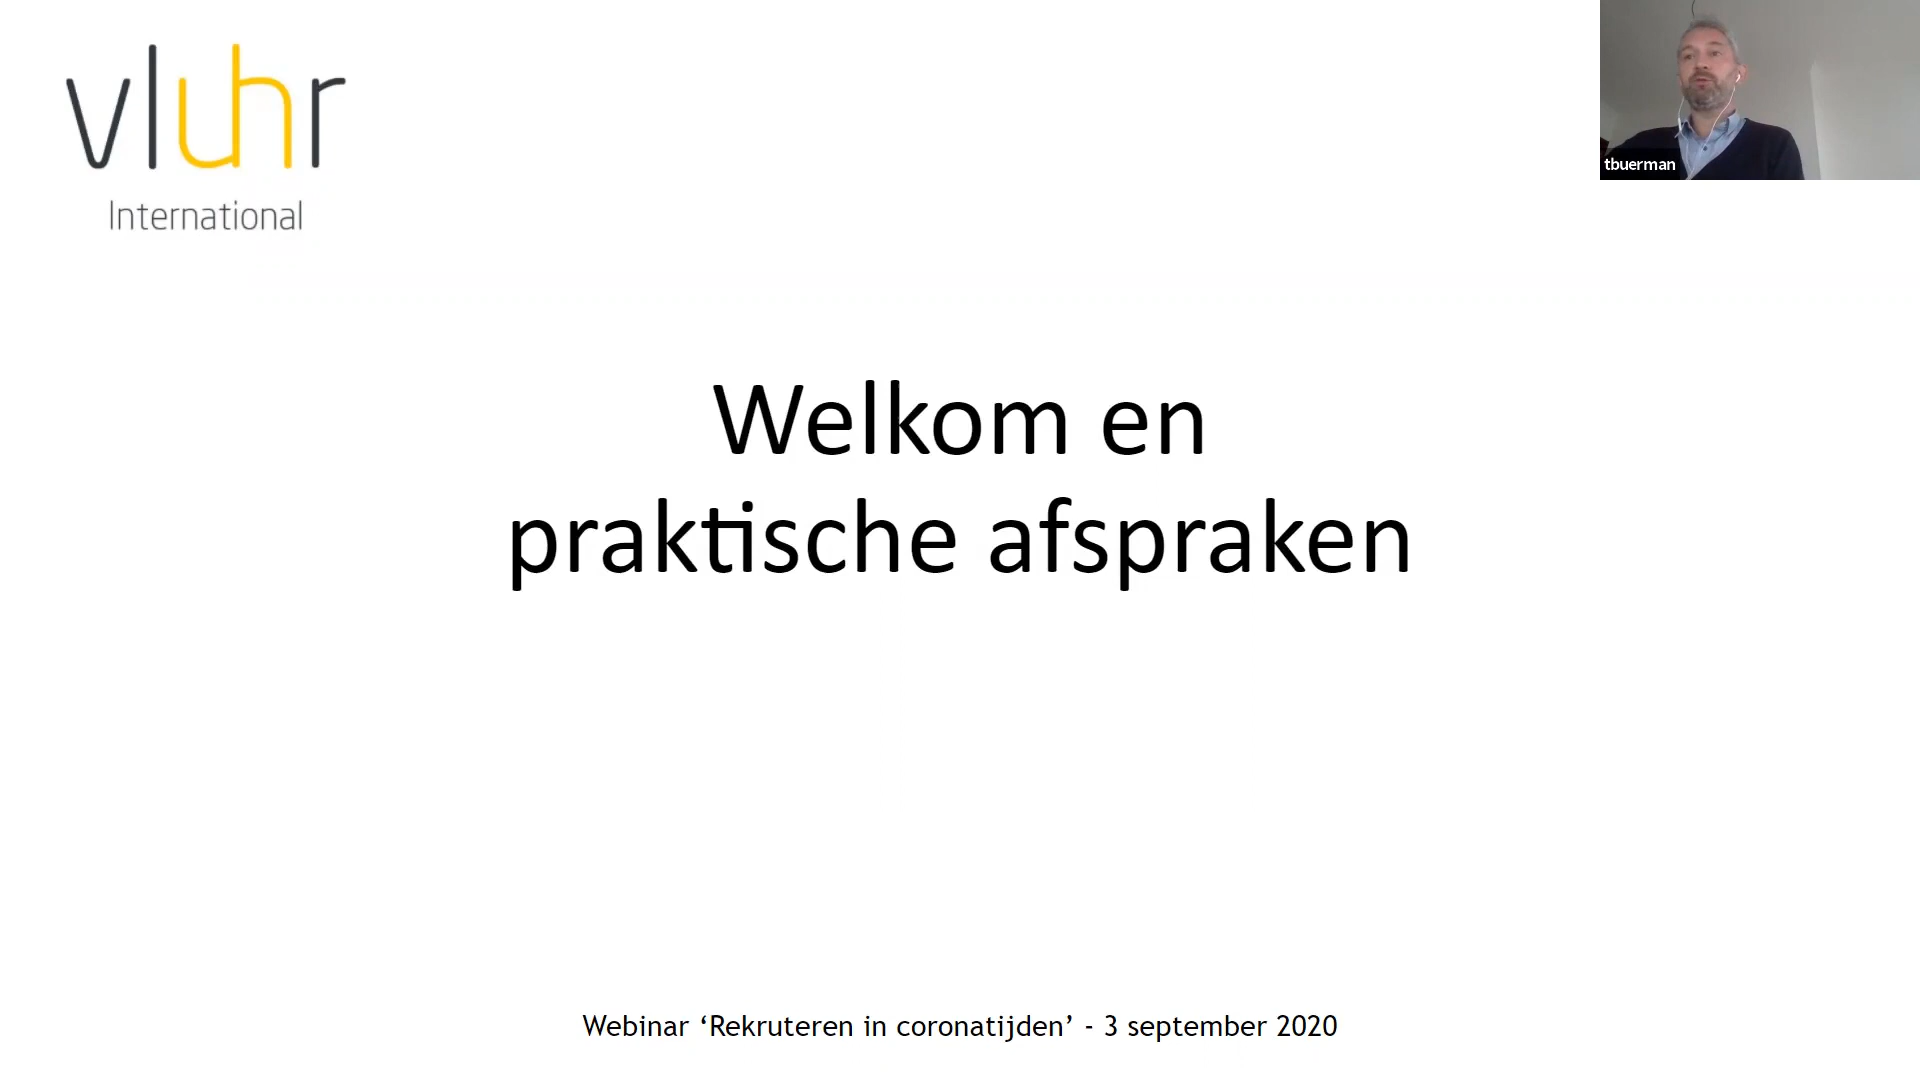 vluhr
International
tbuerman
Welkom en
praktische afspraken
Webinar ‘Rekruteren in coronatijden’ - 3 september 2020